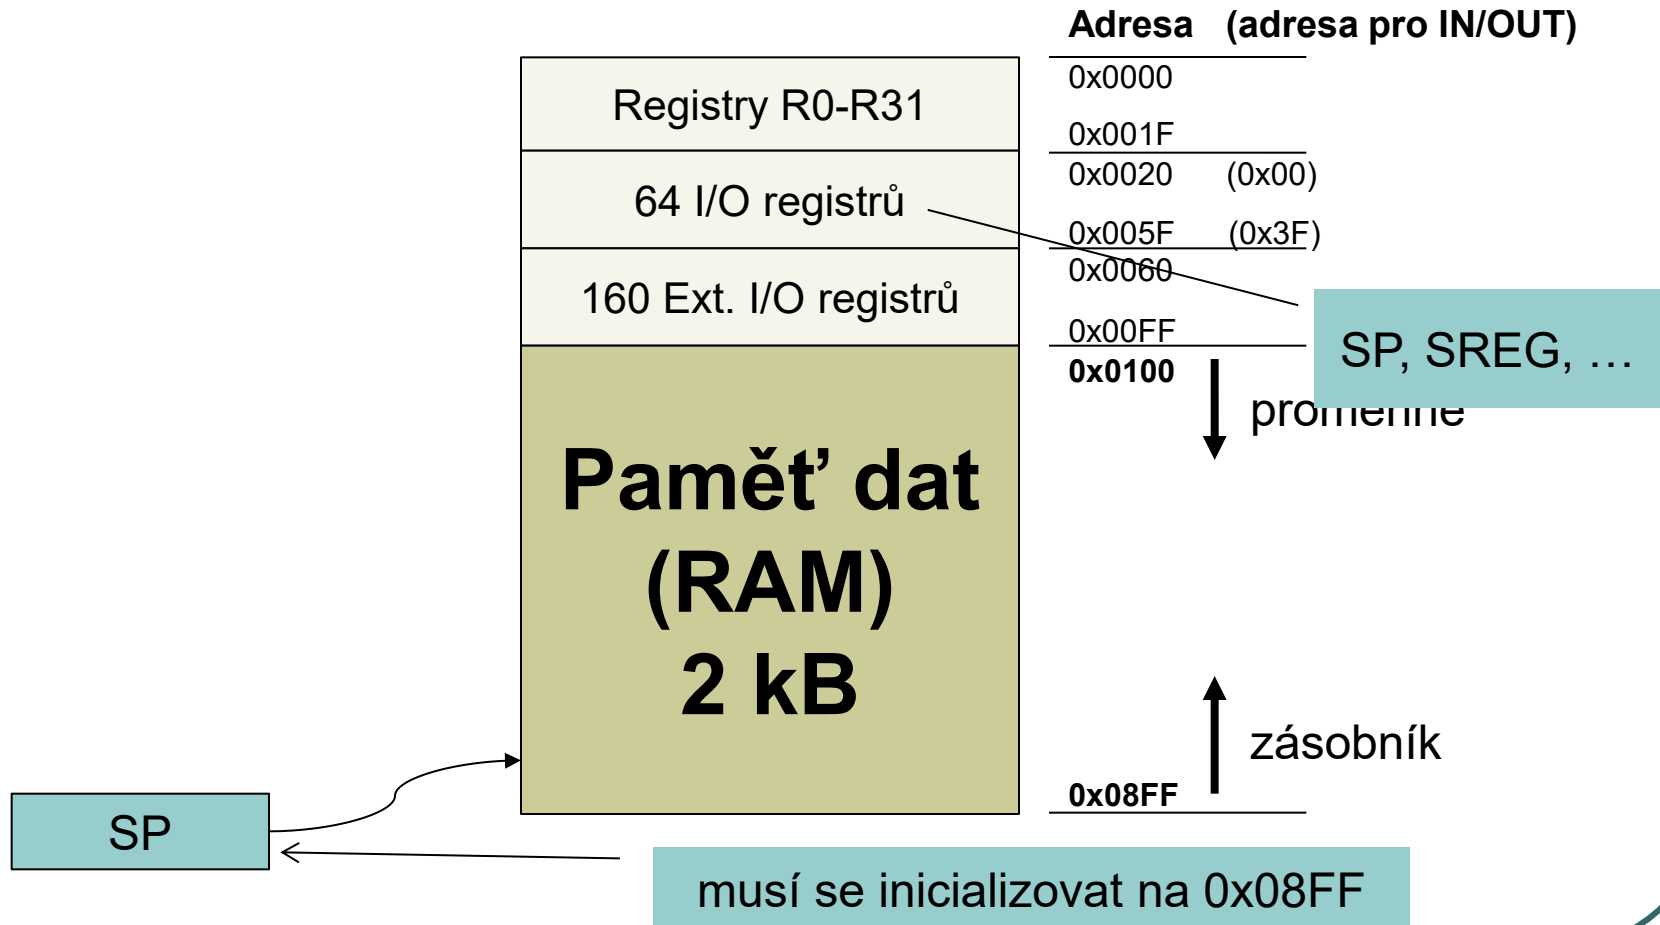 Adresa (adresa pro IN/OUT)
0x0000
Registry R0-R31
0x001F
0x0020 (0x00)
64 I/O registrů
0x005F (0x3F)
0x0060
160 Ext. I/O registrů
0x00FF
SP, SREG, …
0x0100
proměnné
Paměť dat
(RAM)
2 kB
zásobník
0x08FF
SP
musí se inicializovat na 0x08FF